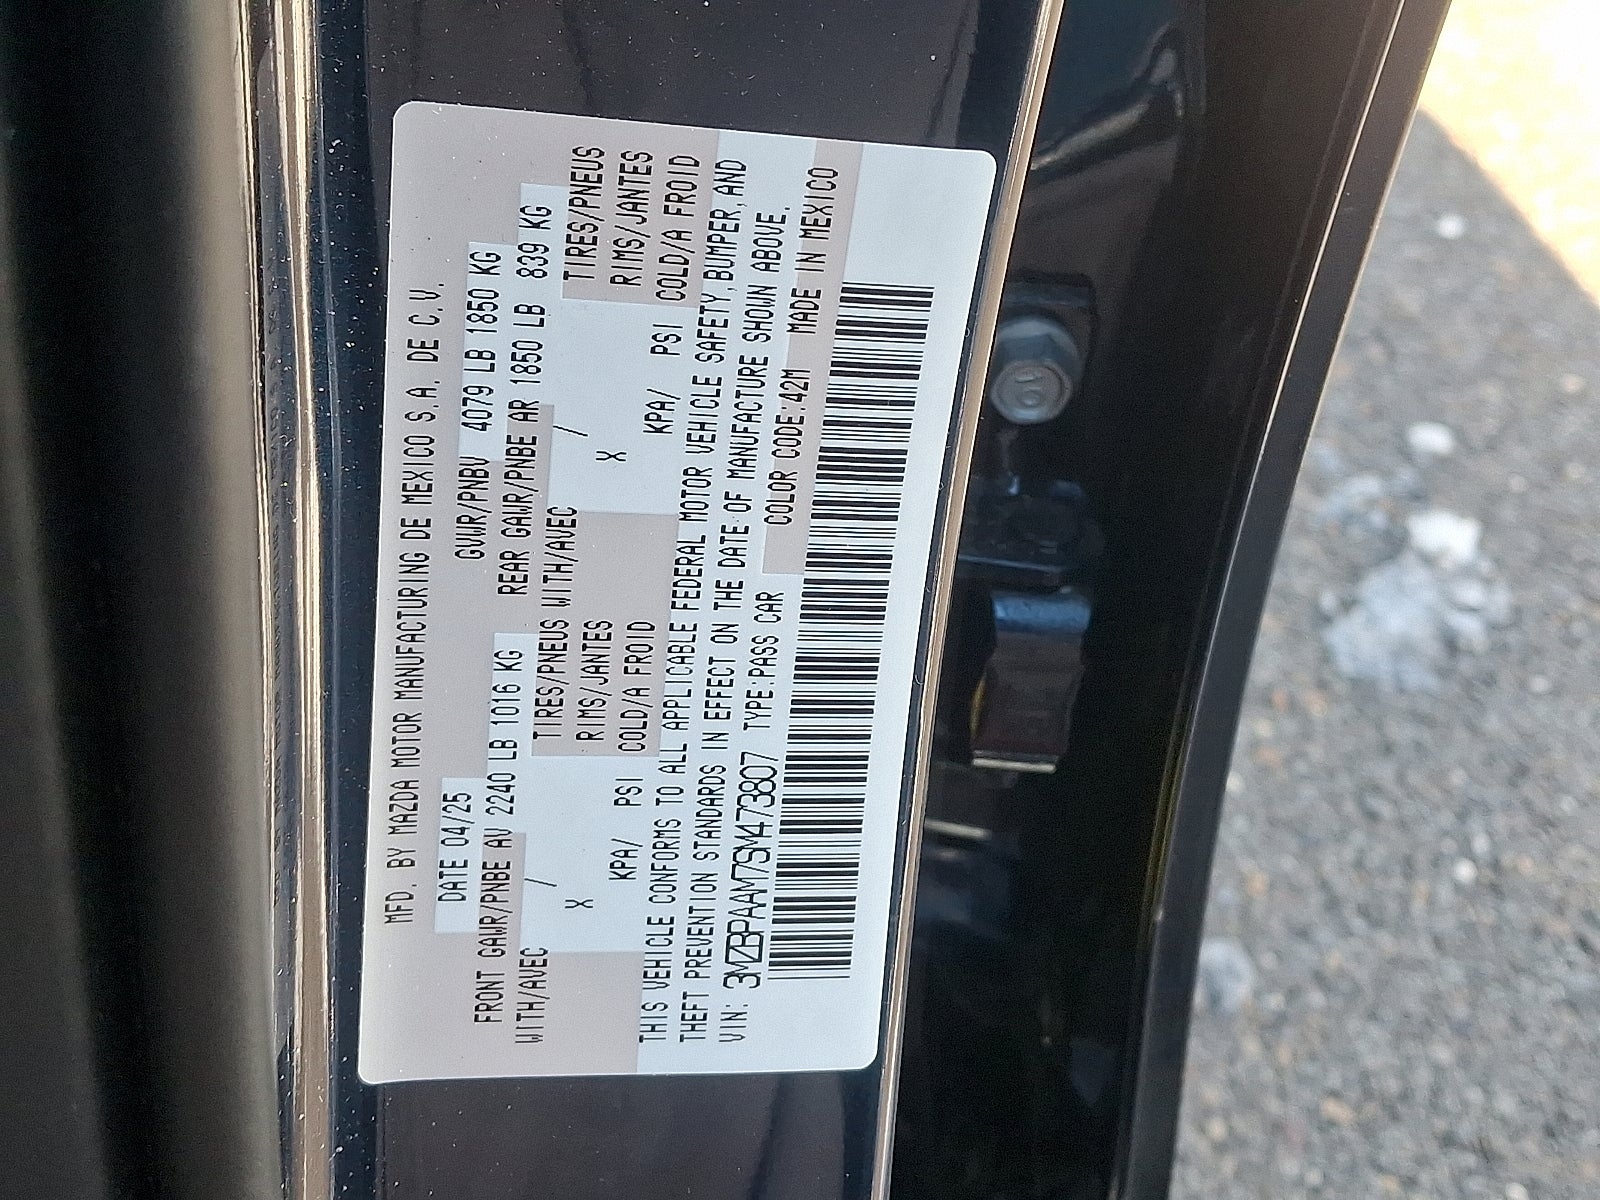 MFD. BY MAZDA MOTOR MANUFACTURING DE MEXICO S.A. DE C.V.
DATE 04/25 GVWR/PNBV 4079 LB 1850 KG
FRONT GAWR/PNBE AV 2240 LB 1016 KG REAR GAWR/PNBE AR 1850 LB 839 KG
WITH/AVEC / TIRES/PNEUS WITH/AVEC / TIRES/PNEUS
X RIMS/JANTES X RIMS/JANTES
KPA/ PSI COLD/A FROID KPA/ PSI COLD/A FROID
THIS VEHICLE CONFORMS TO ALL APPLICABLE FEDERAL MOTOR VEHICLE SAFETY, BUMPER, AND
THEFT PREVENTION STANDARDS IN EFFECT ON THE DATE OF MANUFACTURE SHOWN ABOVE.
VIN: 3MZBPAAM7SM473807 TYPE:PASS CAR COLOR CODE:42M MADE IN MEXICO